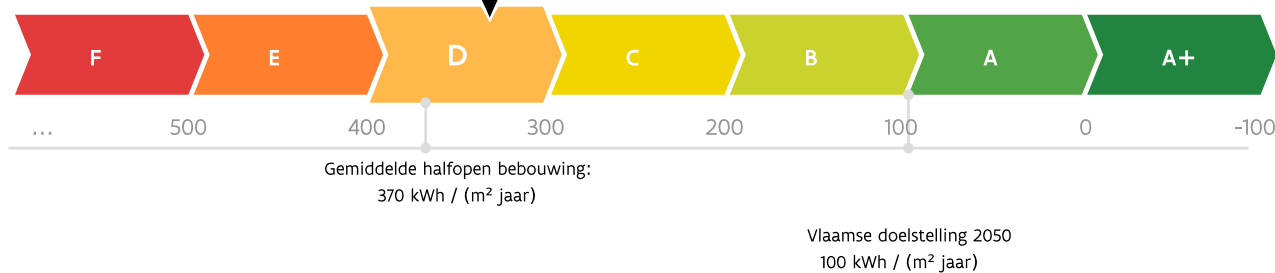 F E D C B A A+
... 500 400 300 200 100 0 -100
Gemiddelde halfopen bebouwing:
370 kWh / (m² jaar)
Vlaamse doelstelling 2050
100 kWh / (m² jaar)